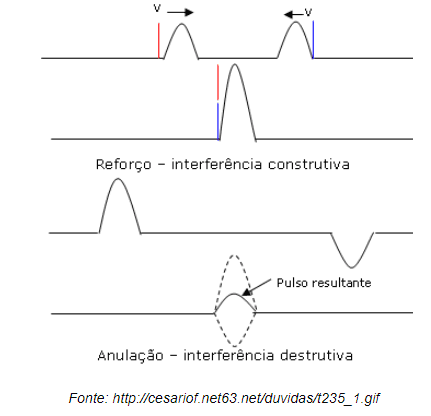 v v
Reforço – interferência construtiva
Pulso resultante
Anulação – interferência destrutiva
Fonte: http://cesariof.net63.net/duvidas/t235_1.gif